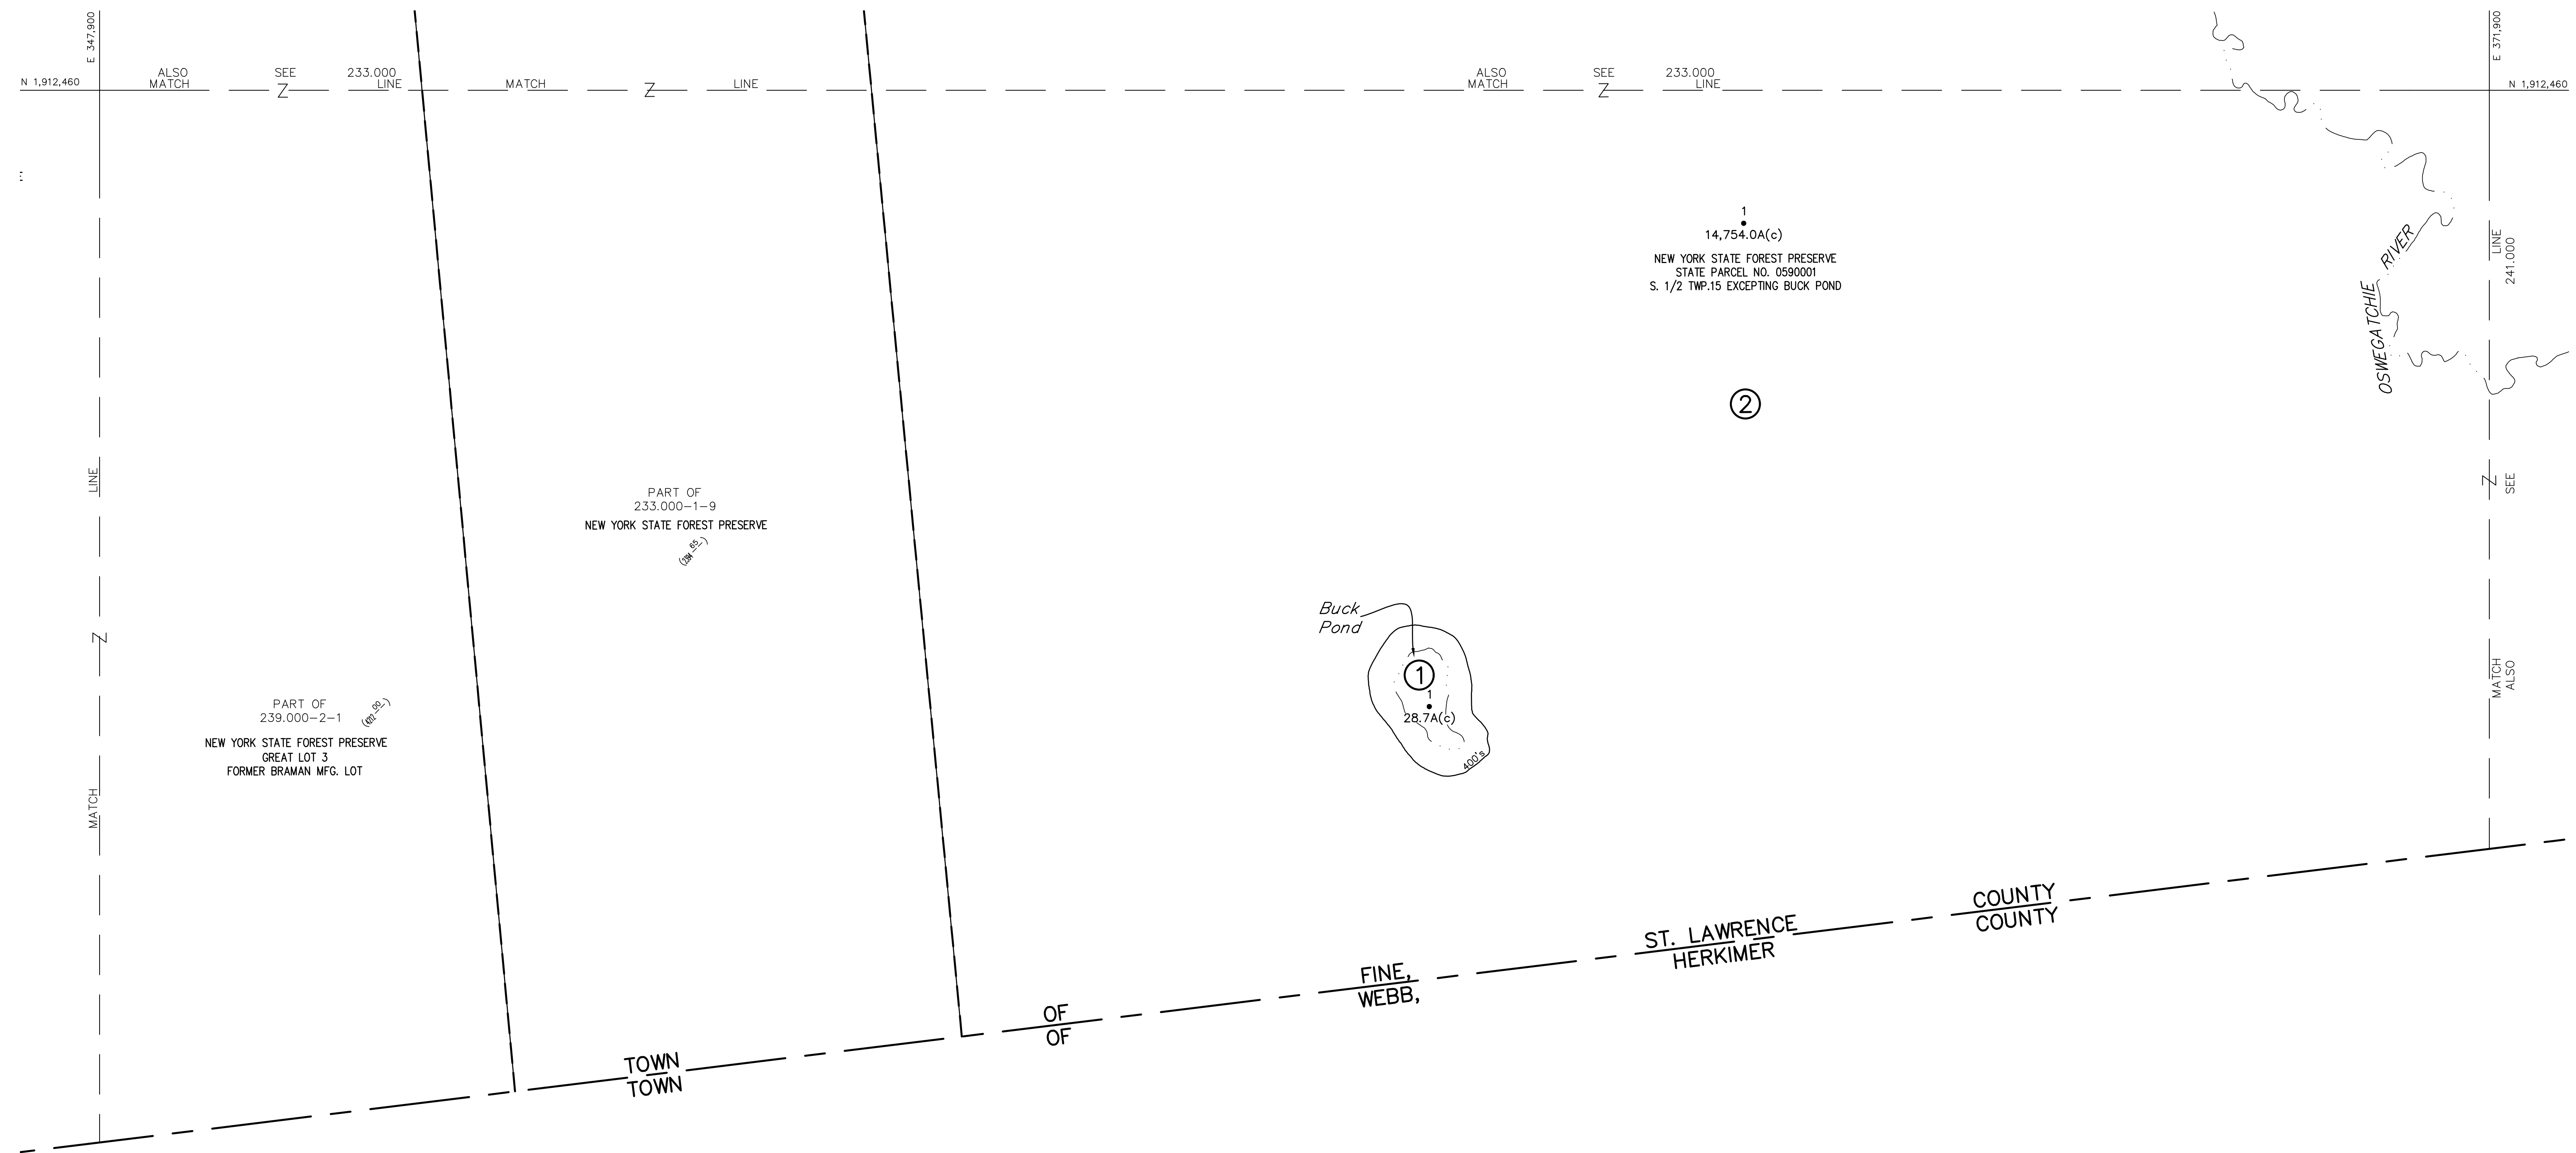 E 347,900
E 371,900
N 1,912,460
ALSO SEE 233.000
MATCH Z LINE
MATCH Z LINE
ALSO SEE 233.000
MATCH Z LINE
N 1,912,460
1
14,754.0A(c)
NEW YORK STATE FOREST PRESERVE
STATE PARCEL NO. 0590001
S. 1/2 TWP.15 EXCEPTING BUCK POND
2
OSWEGATCHIE RIVER
LINE
241.000
Z
SEE
MATCH
ALSO
LINE
Z
MATCH
PART OF
233.000-1-9
NEW YORK STATE FOREST PRESERVE
PART OF
239.000-2-1
NEW YORK STATE FOREST PRESERVE
GREAT LOT 3
FORMER BRAMAN MFG. LOT
Buck
Pond
1
1
28.7A(c)
400's
TOWN OF FINE, ST. LAWRENCE COUNTY
TOWN OF WEBB, HERKIMER COUNTY